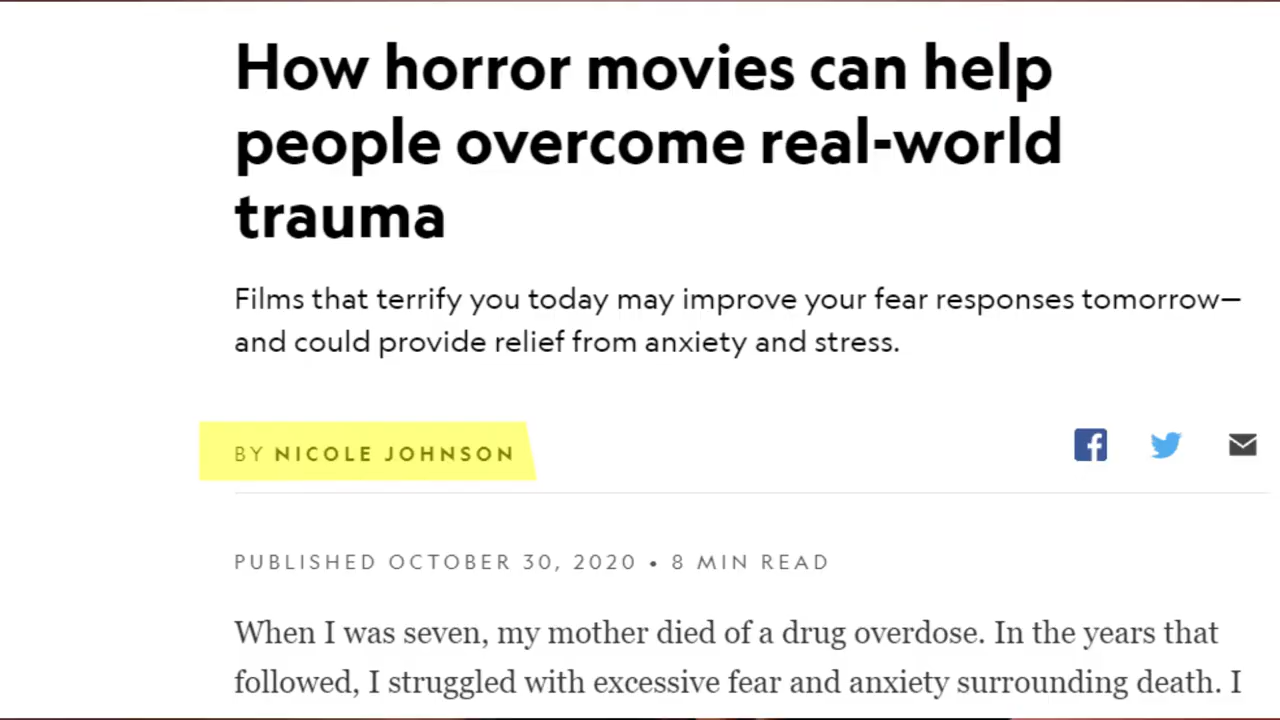 How horror movies can help
people overcome real-world
trauma
Films that terrify you today may improve your fear responses tomorrow—
and could provide relief from anxiety and stress.
BY NICOLE JOHNSON
PUBLISHED OCTOBER 30, 2020 • 8 MIN READ
When I was seven, my mother died of a drug overdose. In the years that
followed, I struggled with excessive fear and anxiety surrounding death. I